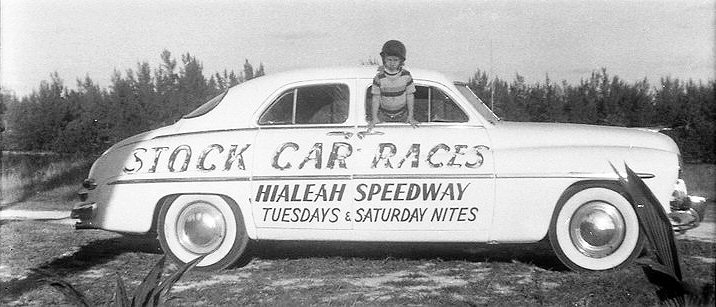 STOCK CAR RACES
HIALEAH SPEEDWAY
TUESDAYS & SATURDAY NITES